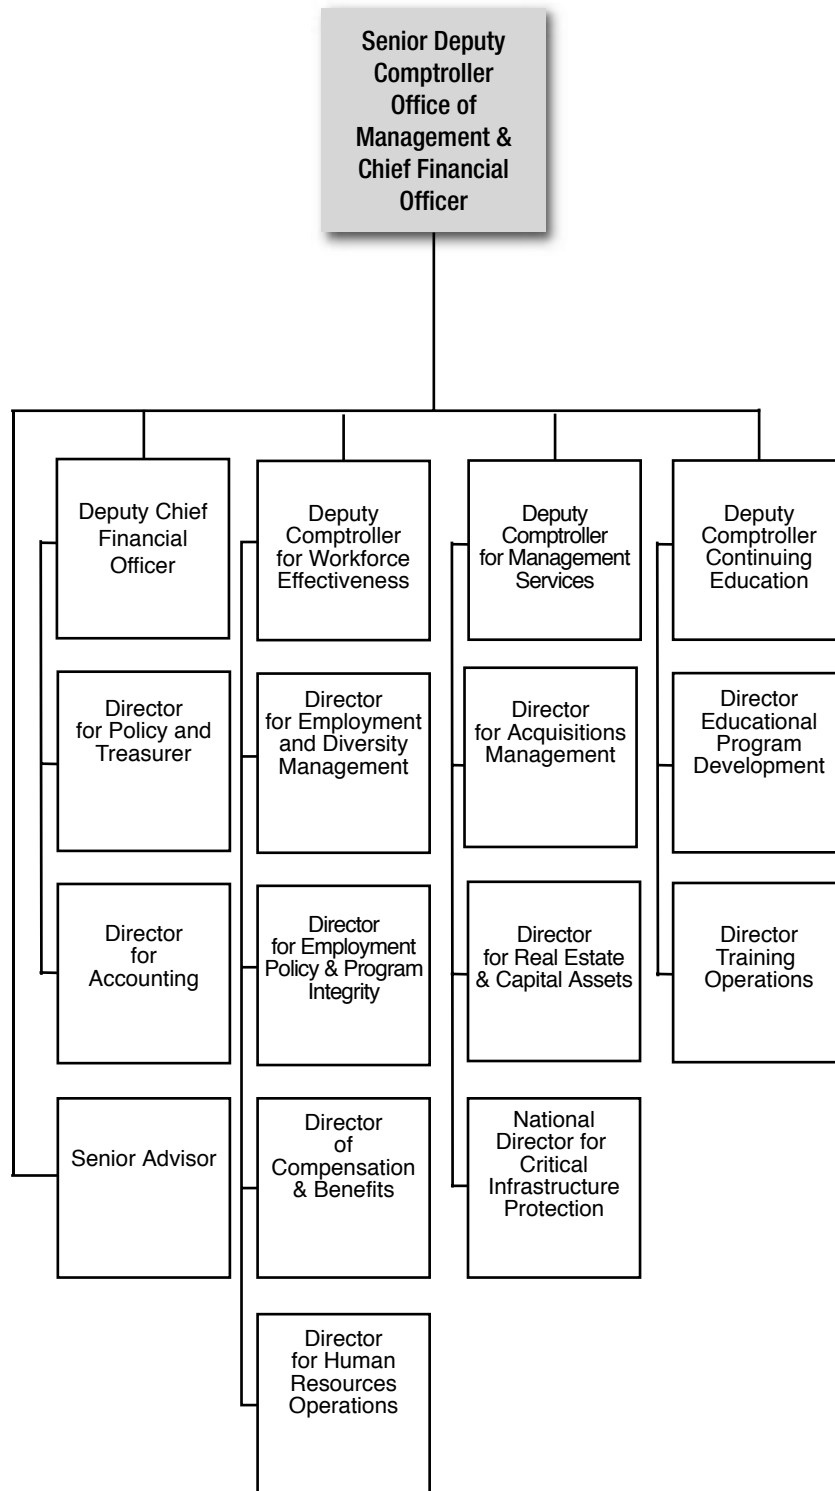 Senior Deputy
Comptroller
Office of
Management &
Chief Financial
Officer
Deputy Chief
Financial
Officer
Deputy
Comptroller
for Workforce
Effectiveness
Deputy
Comptroller
for Management
Services
Deputy
Comptroller
Continuing
Education
Director
for Policy and
Treasurer
Director
for Employment
and Diversity
Management
Director
for Acquisitions
Management
Director
Educational
Program
Development
Director
for
Accounting
Director
for Employment
Policy & Program
Integrity
Director
for Real Estate
& Capital Assets
Director
Training
Operations
Senior Advisor
Director
of
Compensation
& Benefits
National
Director for
Critical
Infrastructure
Protection
Director
for Human
Resources
Operations